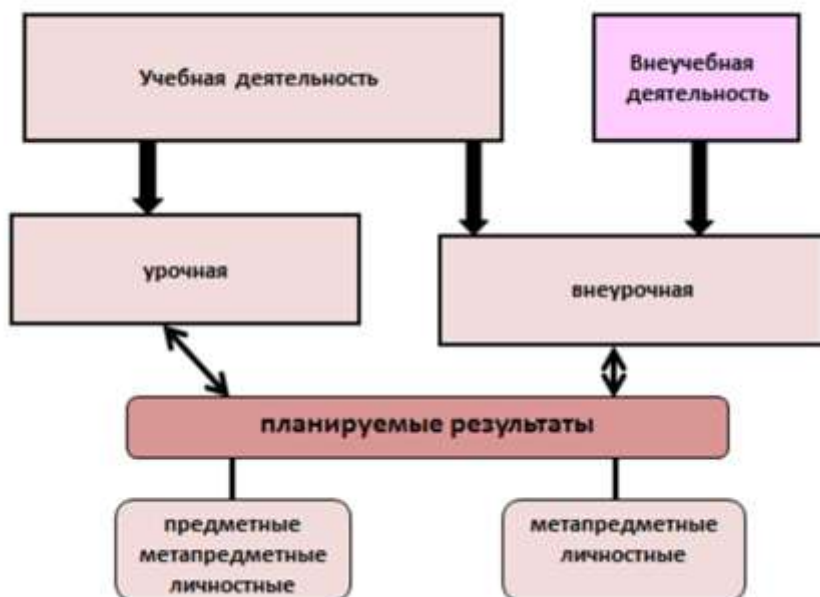 Учебная деятельность
Внеучебная
деятельность
урочная
внеурочная
планируемые результаты
предметные
метапредметные
личностные
метапредметные
личностные